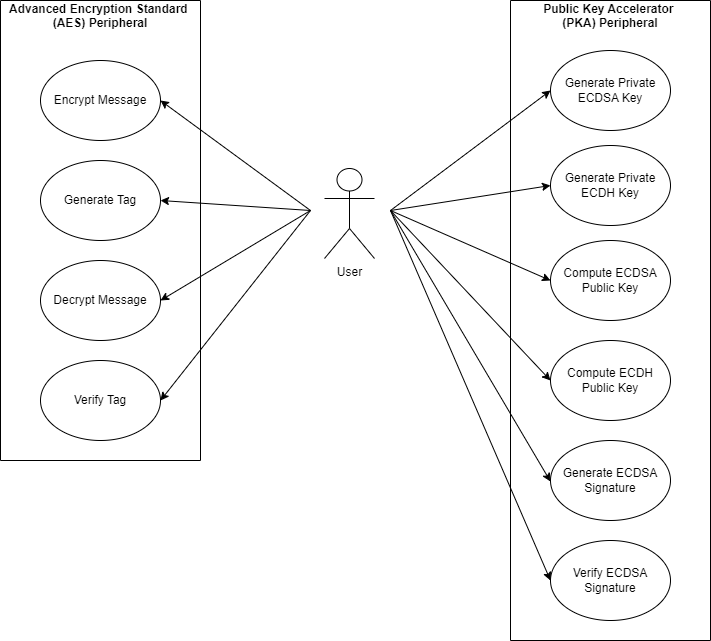 Advanced Encryption Standard
(AES) Peripheral
Encrypt Message
Generate Tag
Decrypt Message
Verify Tag
User
Public Key Accelerator
(PKA) Peripheral
Generate Private
ECDSA Key
Generate Private
ECDH Key
Compute ECDSA
Public Key
Compute ECDH
Public Key
Generate ECDSA
Signature
Verify ECDSA
Signature